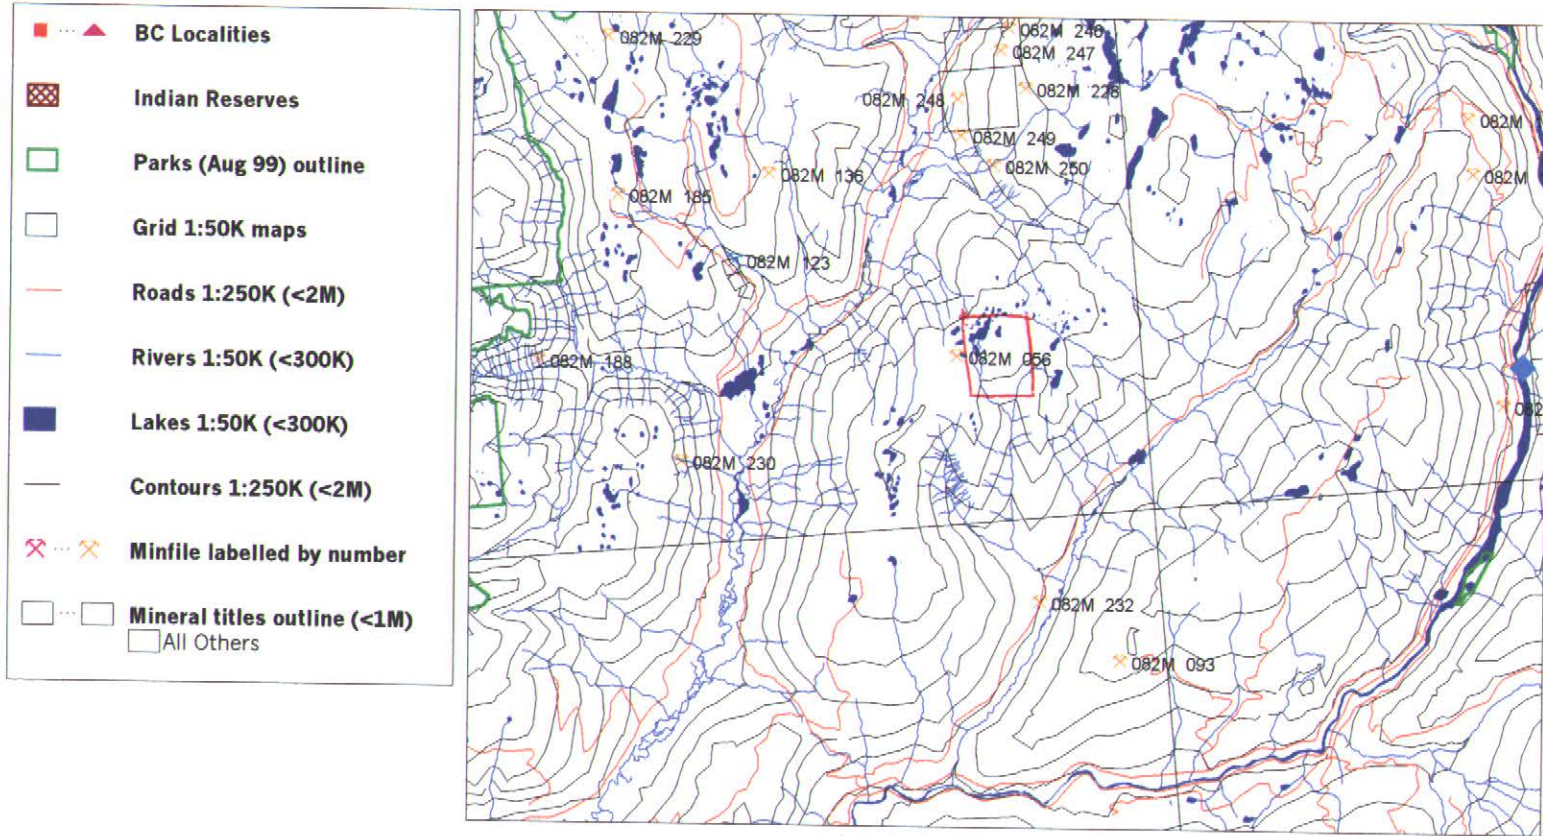 BC Localities
Indian Reserves
Parks (Aug 99) outline
Grid 1:50K maps
Roads 1:250K (<2M)
Rivers 1:50K (<300K)
Lakes 1:50K (<300K)
Contours 1:250K (<2M)
Minfile labelled by number
Mineral titles outline (<1M)
All Others
082M 229
082M 246
082M 247
082M 228
082M 248
082M
082M 249
082M 250
082M 136
082M
082M 185
082M 123
082M 188
082M 056
082
082M 230
082M 232
082M 093